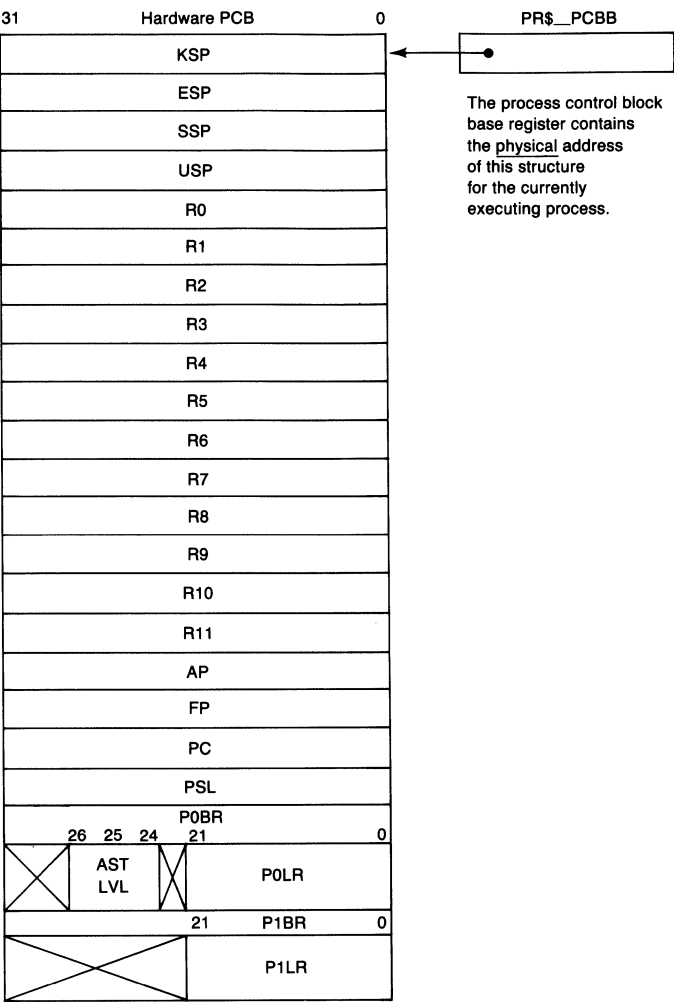 31 Hardware PCB 0 PR$__PCBB
KSP
ESP
SSP
USP
R0
R1
R2
R3
R4
R5
R6
R7
R8
R9
R10
R11
AP
FP
PC
PSL
P0BR
26 25 24 21 0
AST
LVL
P0LR
21 P1BR 0
P1LR
The process control block
base register contains
the physical address
of this structure
for the currently
executing process.